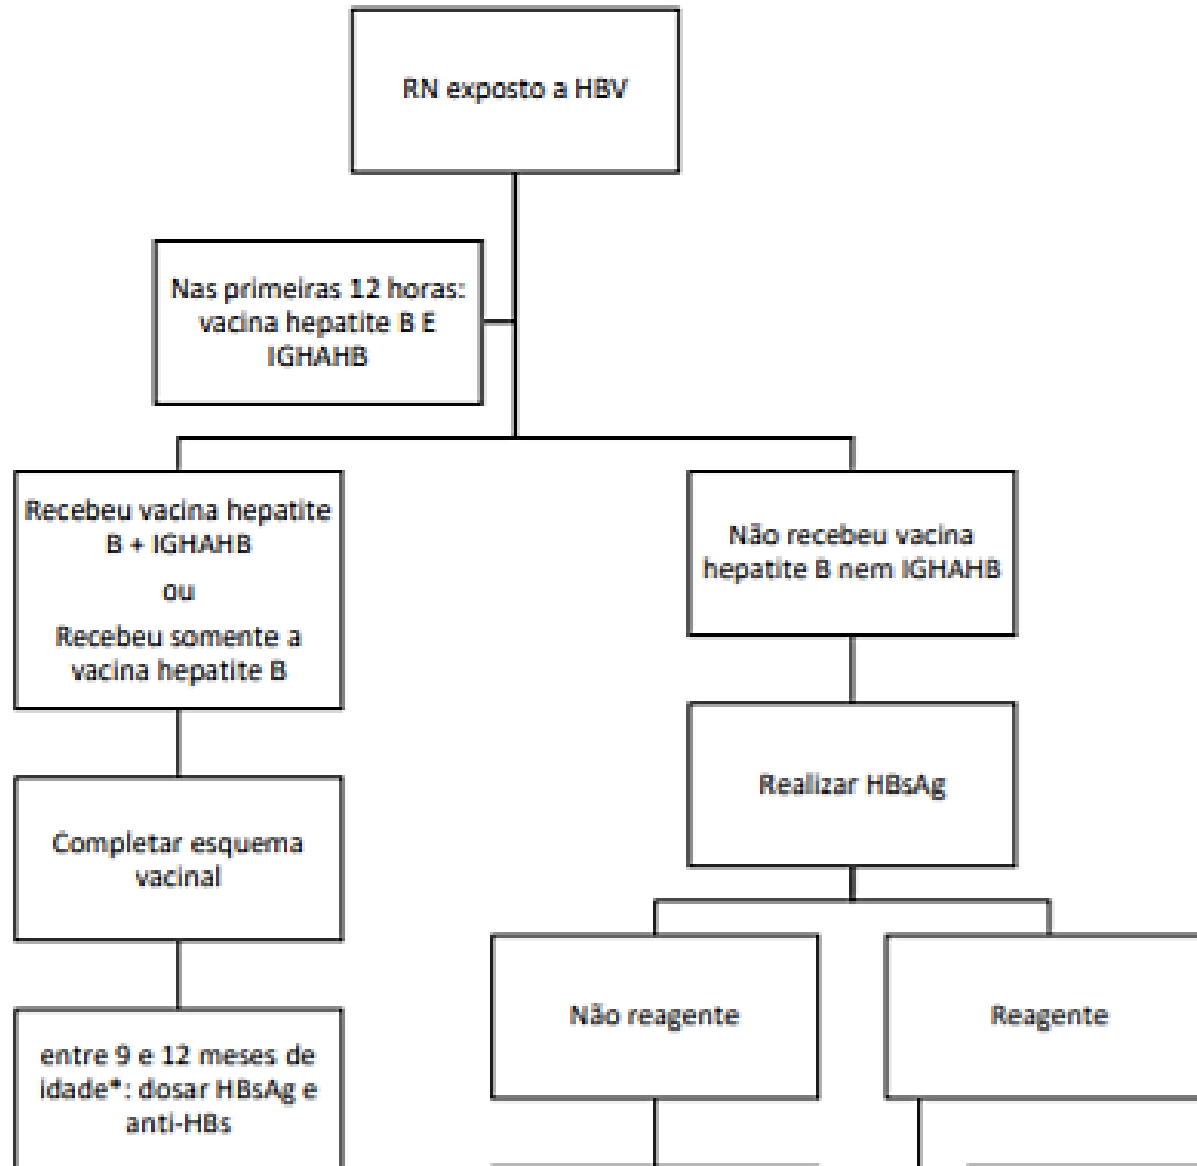 RN exposto a HBV
Nas primeiras 12 horas:
vacina hepatite B E
IGHAHB
Recebeu vacina hepatite
B + IGHAHB
ou
Recebeu somente a
vacina hepatite B
Não recebeu vacina
hepatite B nem IGHAHB
Completar esquema
vacinal
Realizar HBsAg
entre 9 e 12 meses de
idade*: dosar HBsAg e
anti-HBs
Não reagente
Reagente